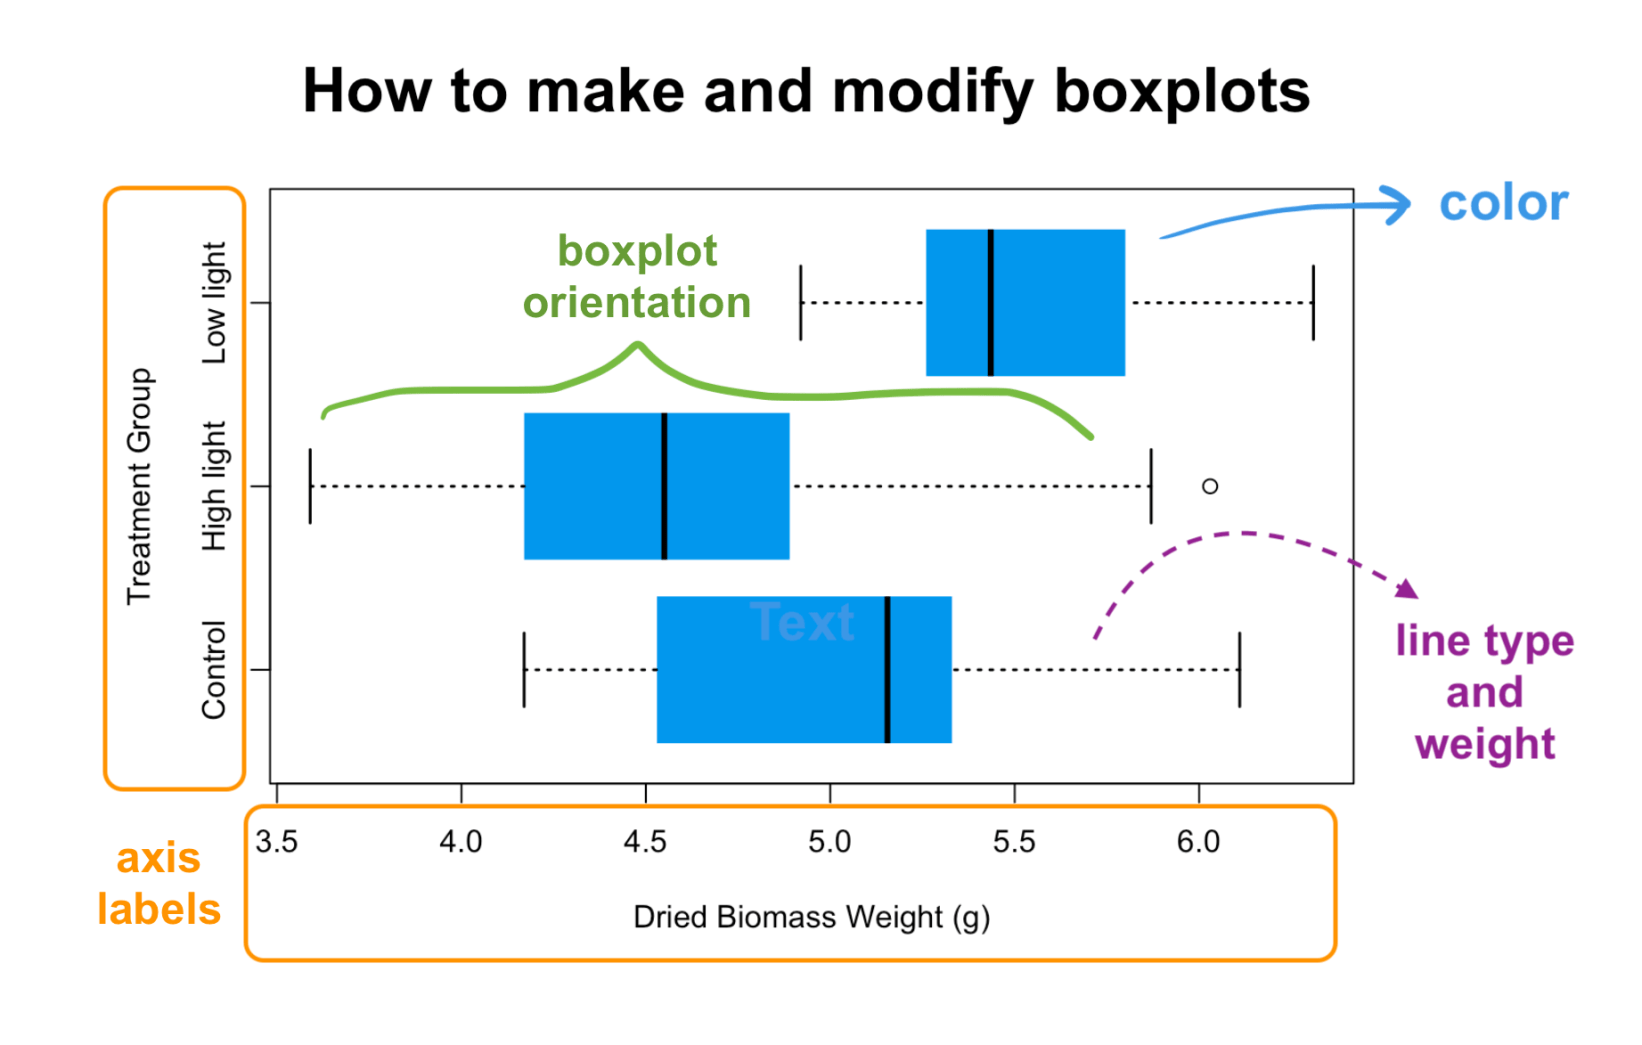 How to make and modify boxplots
color
boxplot
orientation
Low light
High light
Control
Treatment Group
Text
line type
and
weight
3.5 4.0 4.5 5.0 5.5 6.0
axis
labels
Dried Biomass Weight (g)